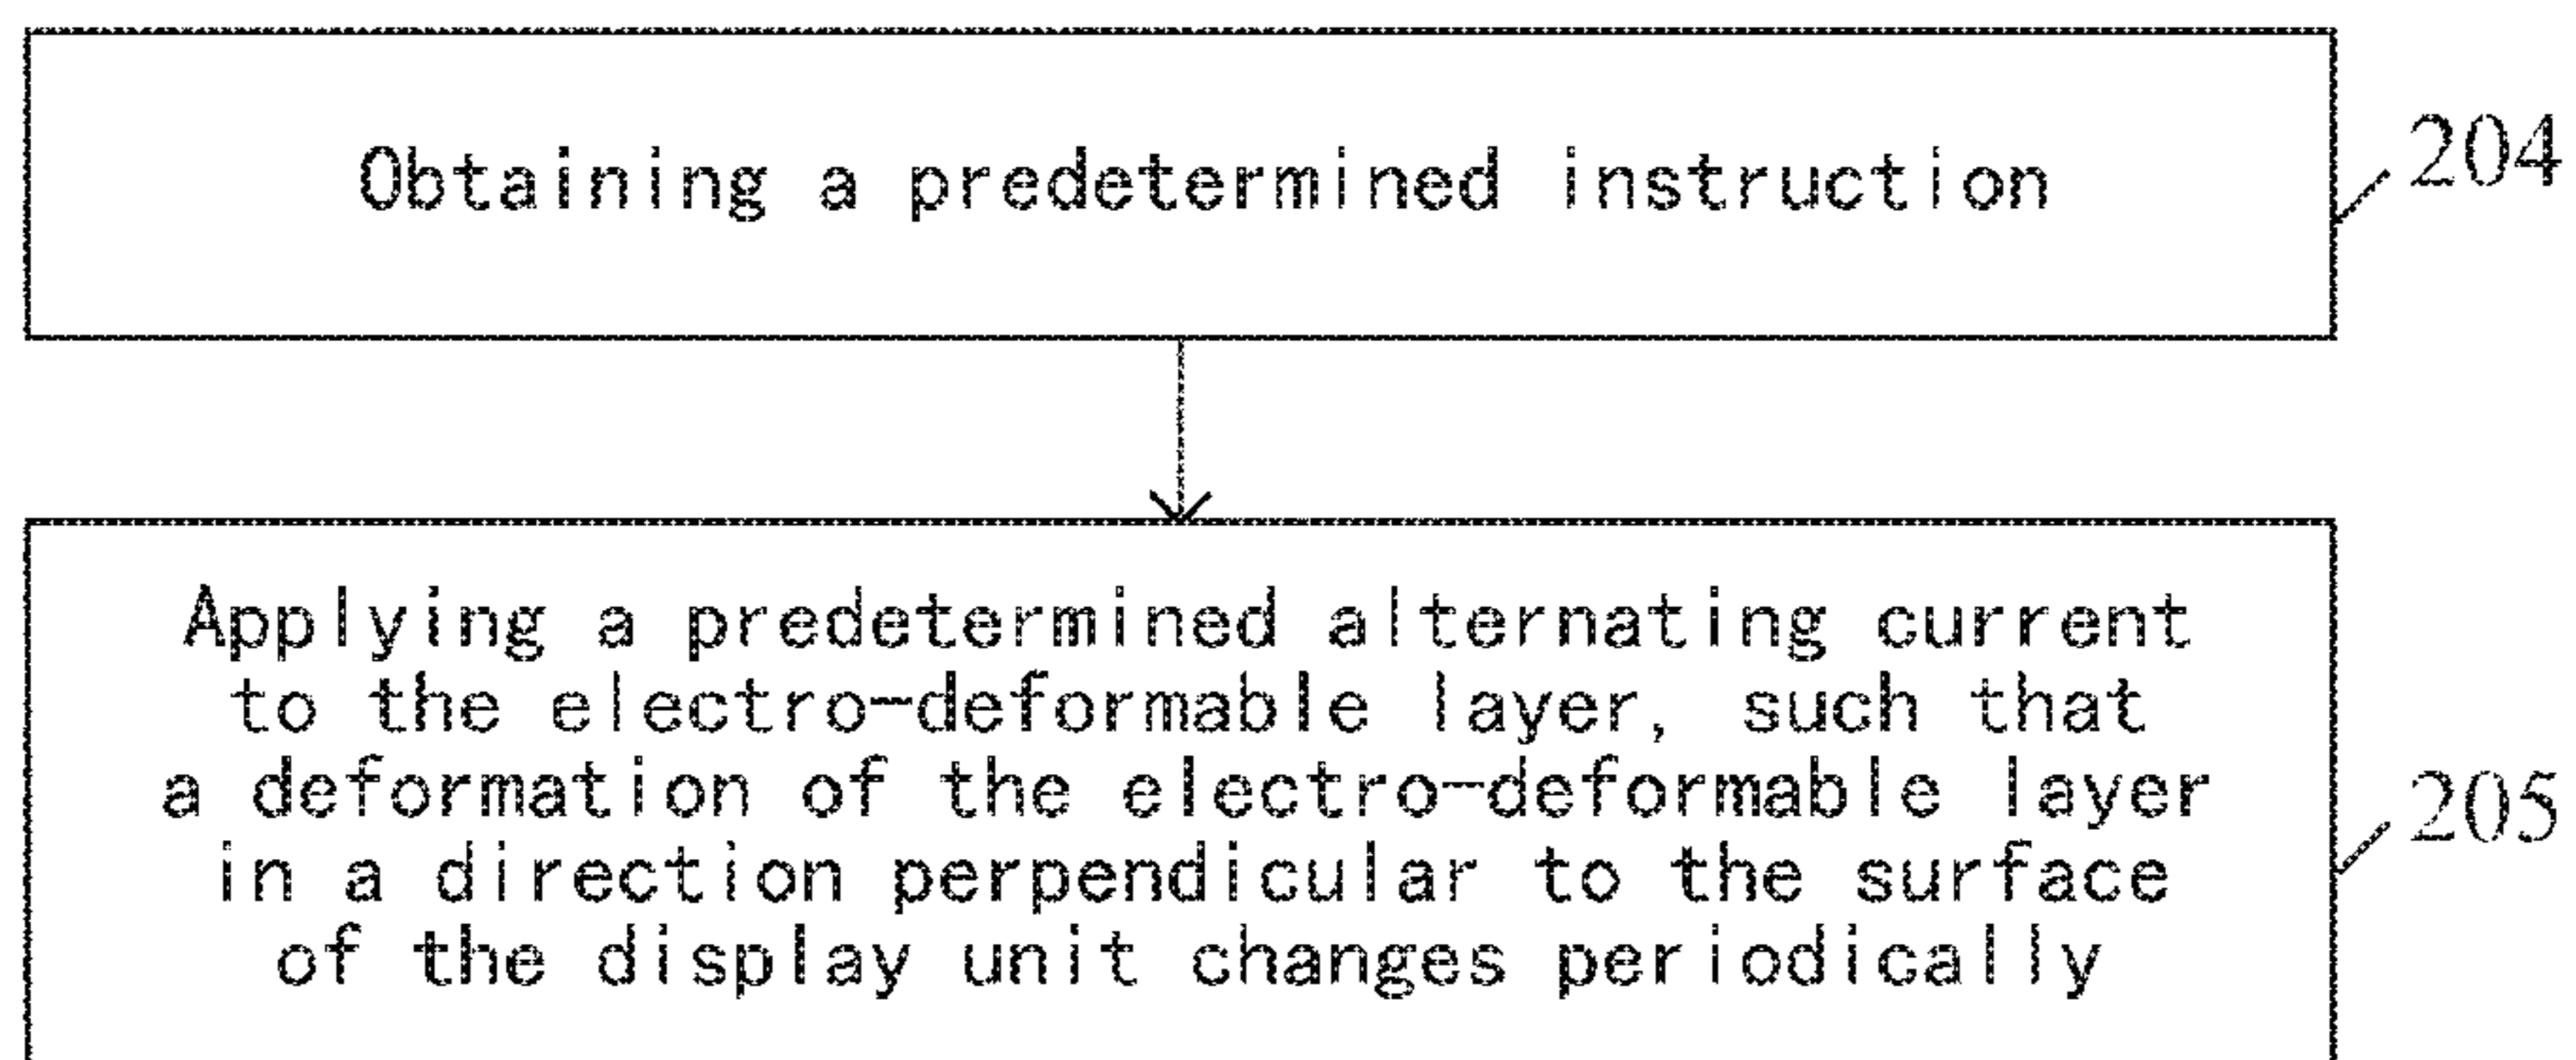 Obtaining a predetermined instruction
204
Applying a predetermined alternating current
to the electro-deformable layer, such that
a deformation of the electro-deformable layer
in a direction perpendicular to the surface
of the display unit changes periodically
205